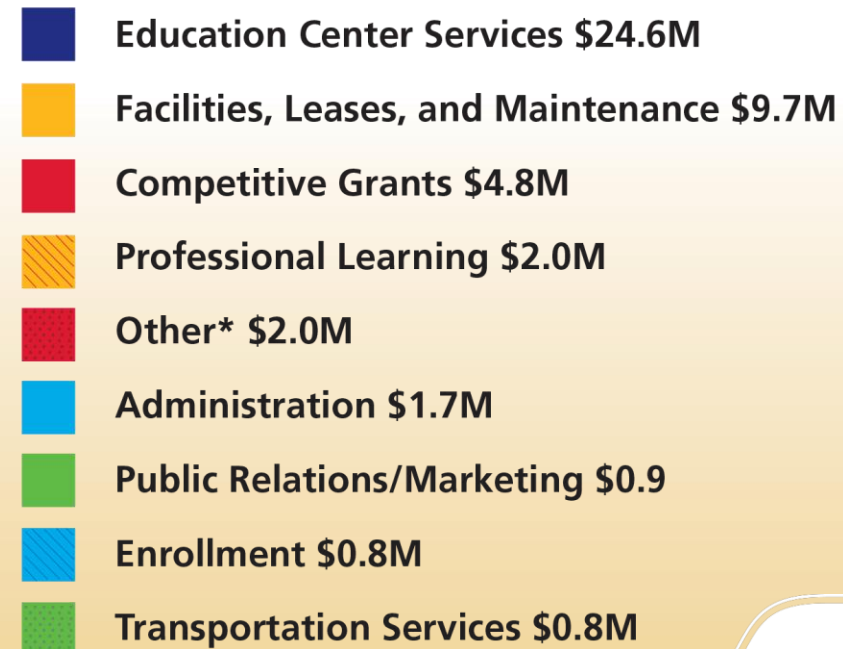 Education Center Services $24.6M
Facilities, Leases, and Maintenance $9.7M
Competitive Grants $4.8M
Professional Learning $2.0M
Other* $2.0M
Administration $1.7M
Public Relations/Marketing $0.9
Enrollment $0.8M
Transportation Services $0.8M